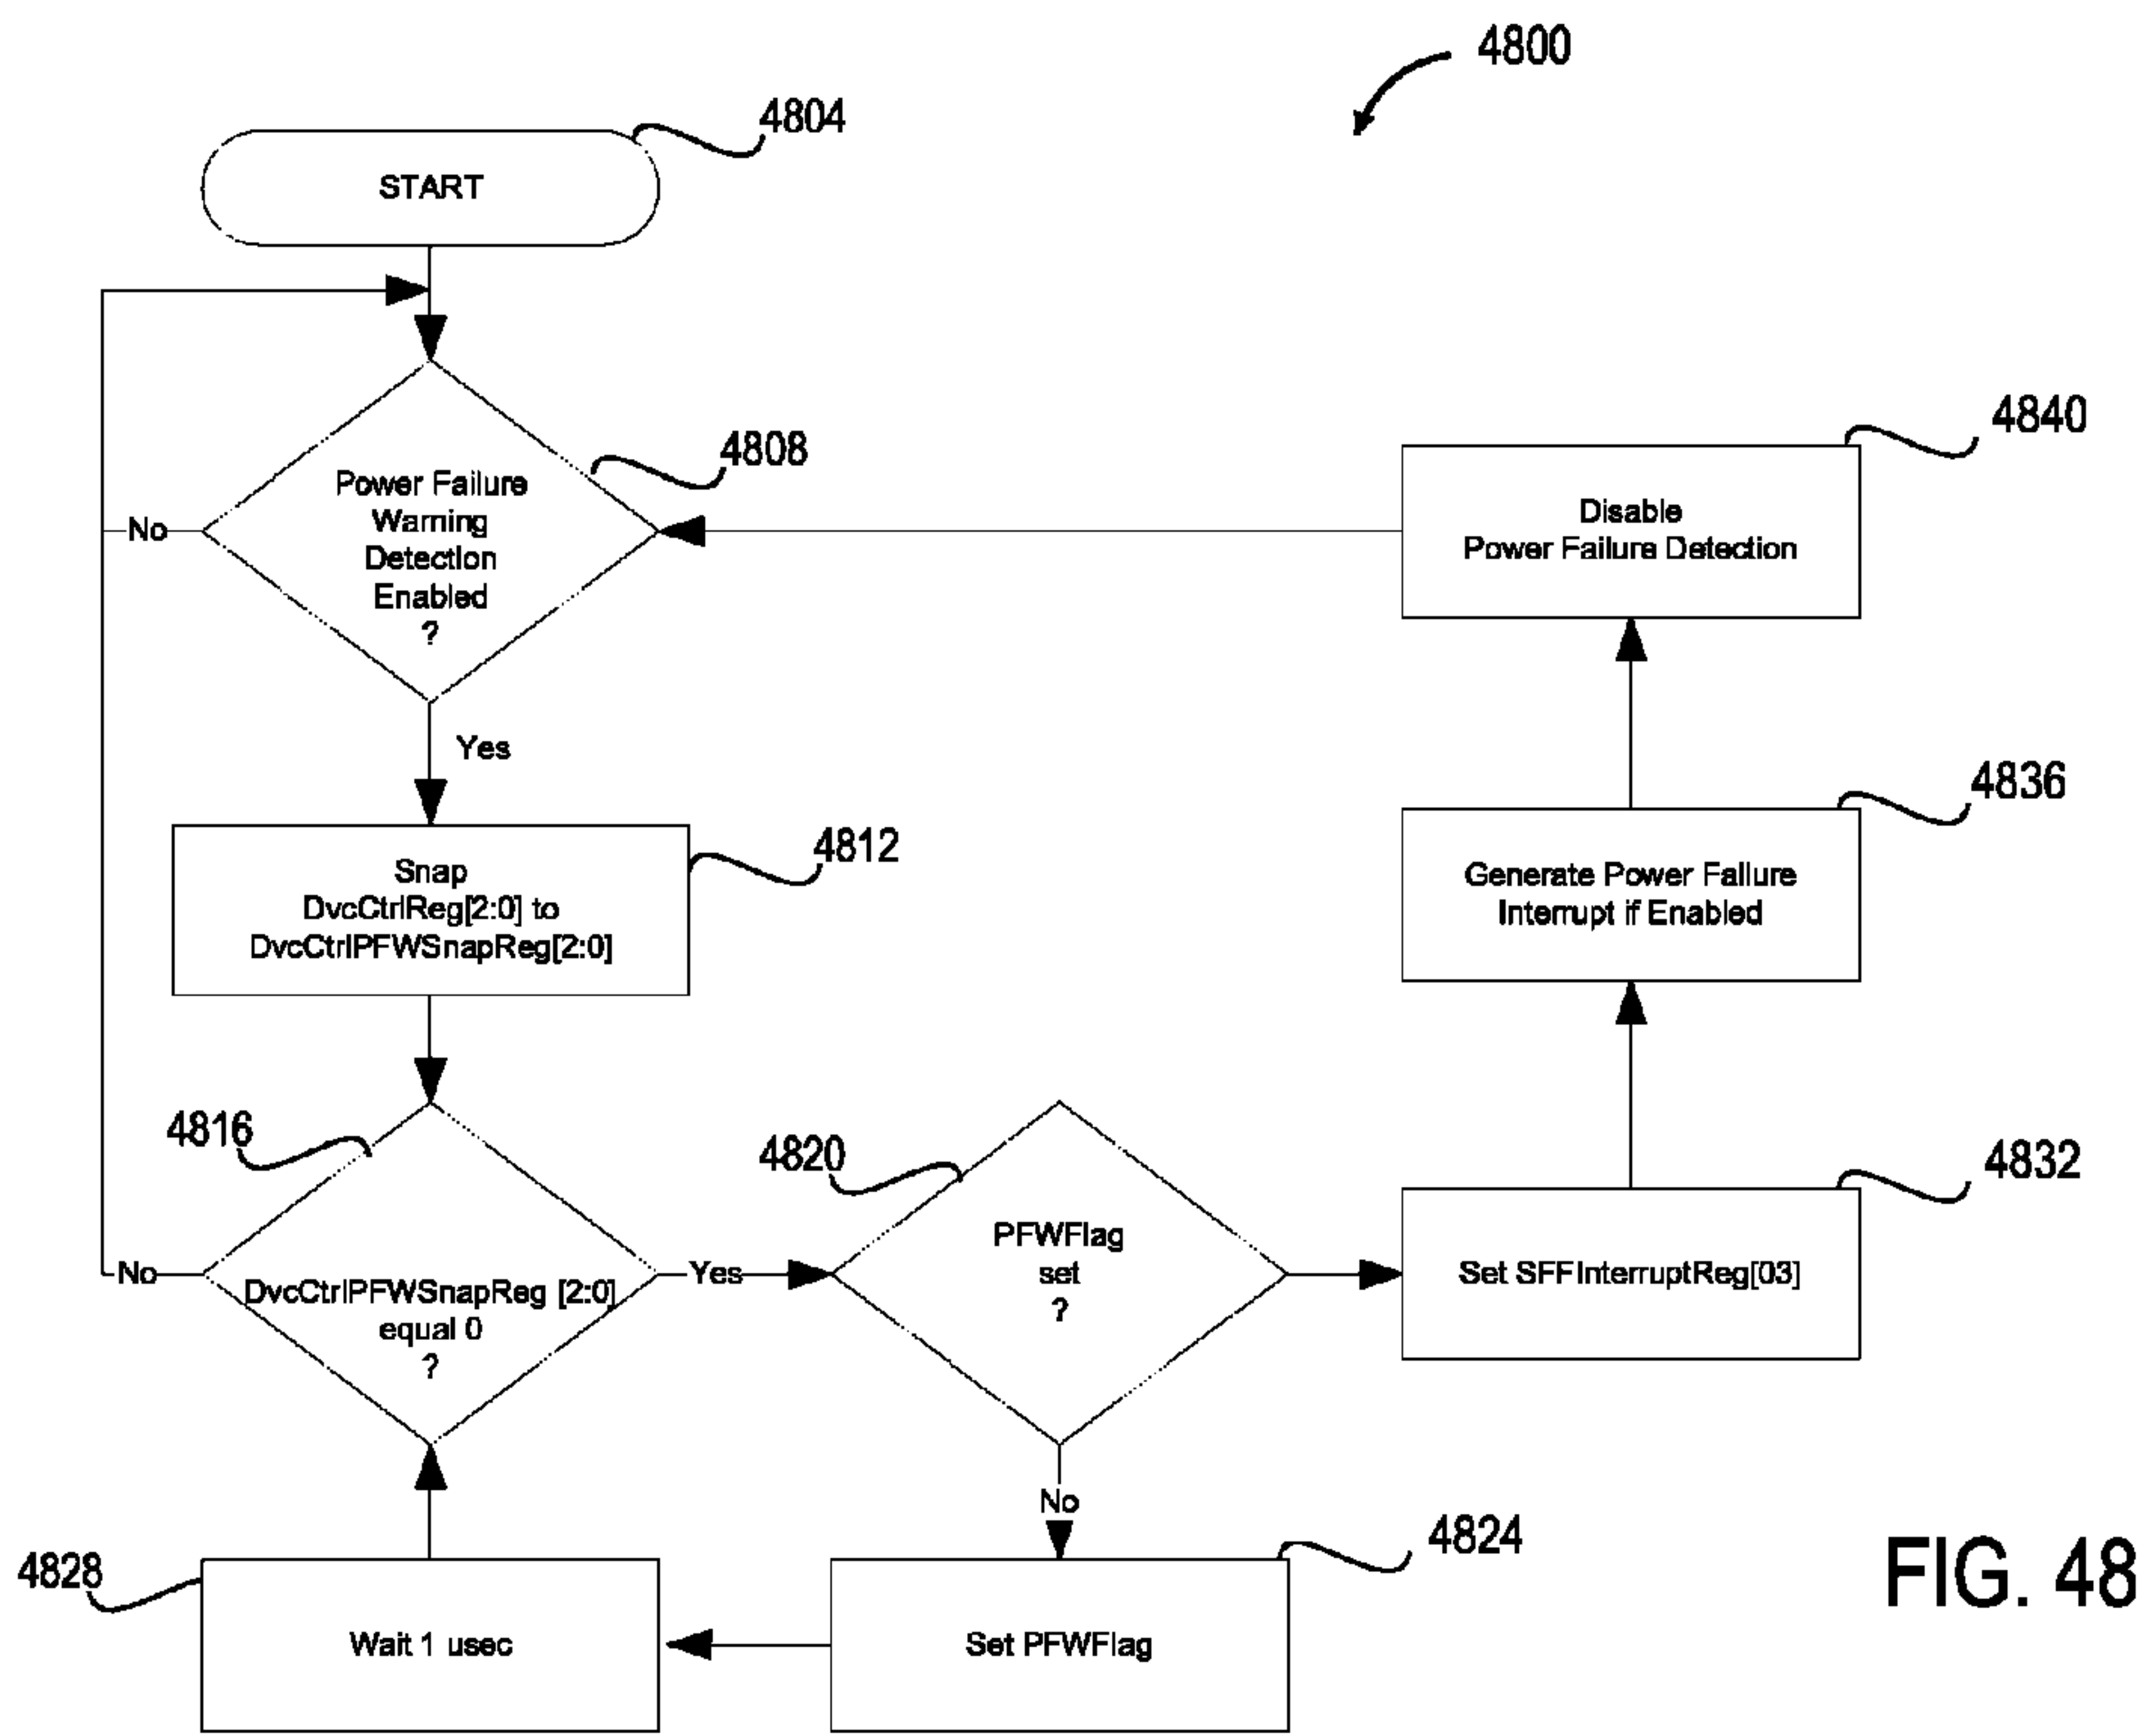 4800
4804
START
4808
Power Failure
Warning
Detection
Enabled
?
No
Yes
4840
Disable
Power Failure Detection
4812
Snap
DvcCtrlReg[2:0] to
DvcCtrlPFWSnapReg[2:0]
4836
Generate Power Failure
Interrupt if Enabled
4816
DvcCtrlPFWSnapReg [2:0]
equal 0
?
No
Yes
4820
PFWFlag
set
?
No
4832
Set SFFInterruptReg[03]
4824
Set PFWFlag
4828
Wait 1 usec
FIG. 48